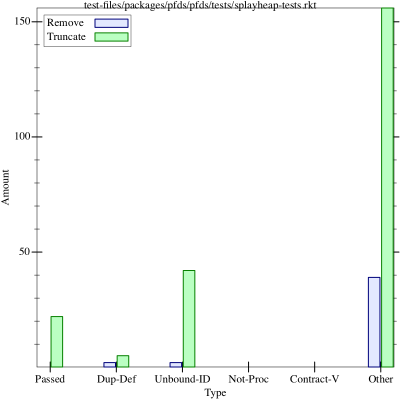 test-files/packages/pfds/pfds/tests/splayheap-tests.rkt
150
Remove
Truncate
100
Amount
50
Passed Dup-Def Unbound-ID Not-Proc Contract-V Other
Type